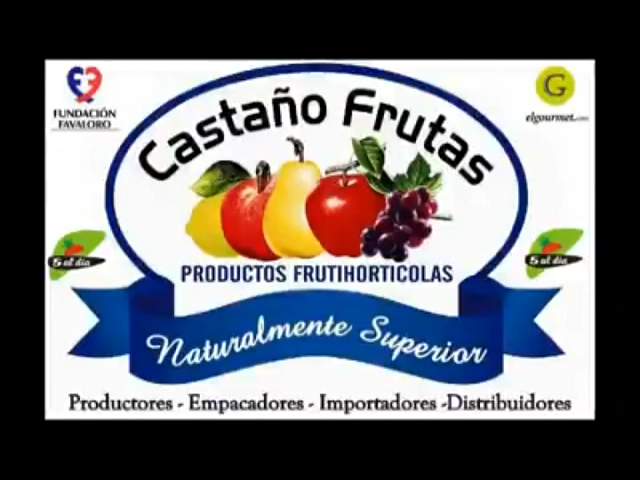 FUNDACIÓN
FAVALORO
G
elgourmet.com
Castaño Frutas
5 al día
5 al día
PRODUCTOS FRUTIHORTICOLAS
Naturalmente Superior
Productores - Empacadores - Importadores -Distribuidores